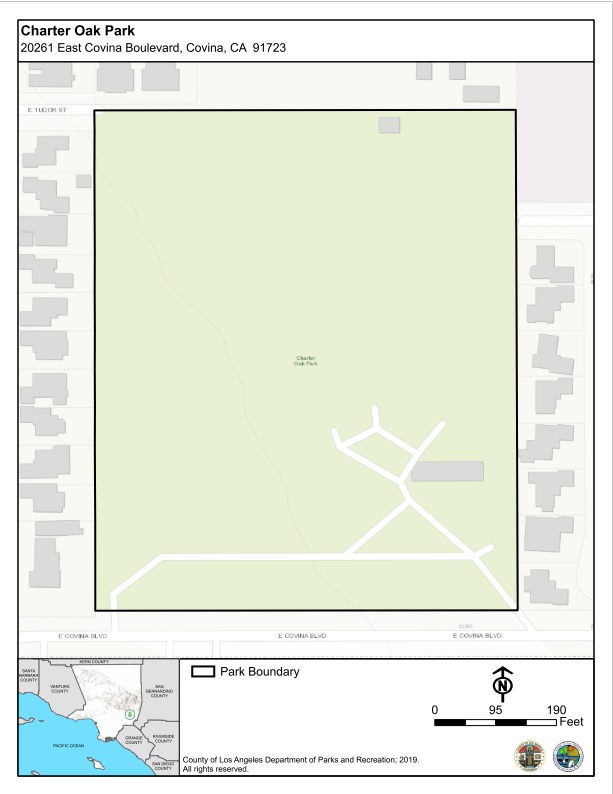 Charter Oak Park
20261 East Covina Boulevard, Covina, CA 91723
E TUDOR ST
Charter
Oak Park
E COVINA BLVD
E COVINA BLVD
E COVINA BLVD
KERN COUNTY
SANTA
BARBARA
COUNTY
VENTURA
COUNTY
SAN
BERNARDINO
COUNTY
PACIFIC OCEAN
ORANGE
COUNTY
RIVERSIDE
COUNTY
SAN DIEGO
COUNTY
Park Boundary
N
0 95 190
Feet
County of Los Angeles Department of Parks and Recreation; 2019.
All rights reserved.